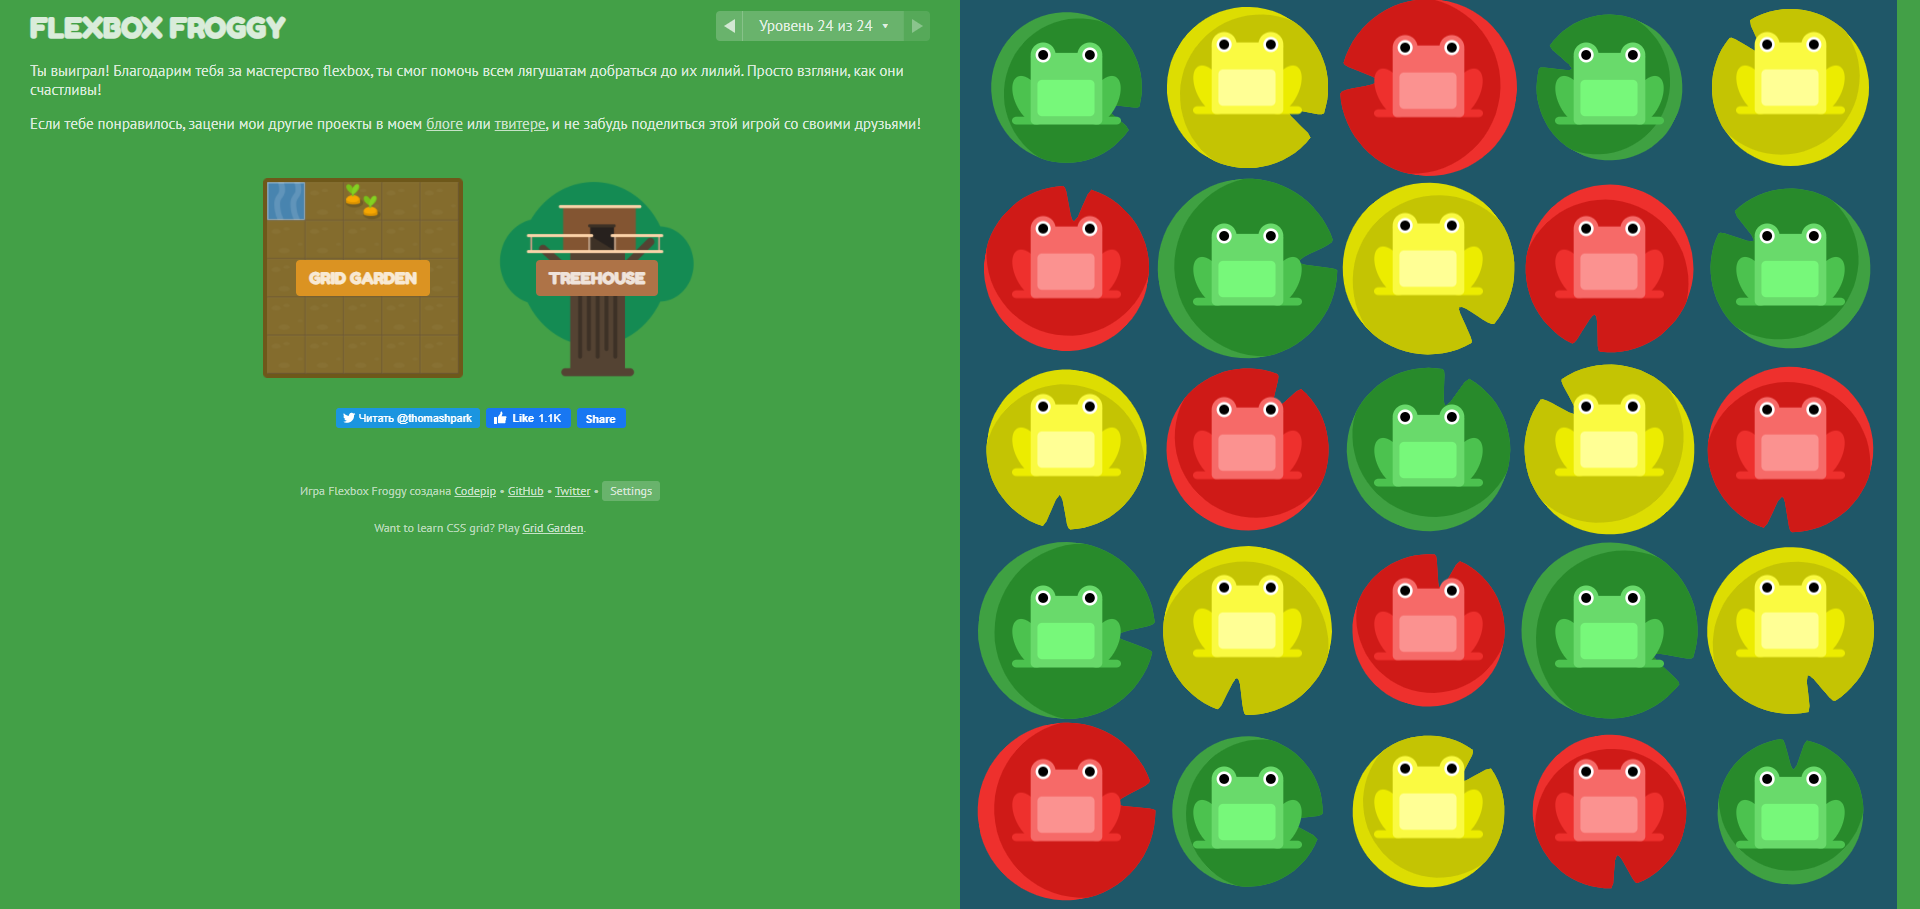 FLEXBOX FROGGY
Уровень 24 из 24
Ты выиграл! Благодарим тебя за мастерство flexbox, ты смог помочь всем лягушатам добраться до их лилий. Просто взгляни, как они
счастливы!
Если тебе понравилось, зацени мои другие проекты в моем блоге или твитере, и не забудь поделиться этой игрой со своими друзьями!
GRID GARDEN
TREEHOUSE
Читать @thomashpark
Like 1.1K
Share
Игра Flexbox Froggy создана Codepip • GitHub • Twitter • Settings
Want to learn CSS grid? Play Grid Garden.